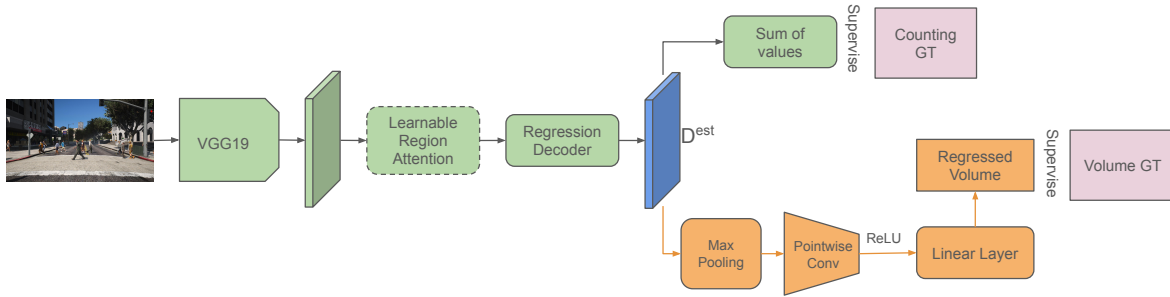 VGG19
Learnable
Region
Attention
Regression
Decoder
D^est
Sum of
values
Supervise
Counting
GT
Max
Pooling
Pointwise
Conv
ReLU
Linear Layer
Regressed
Volume
Supervise
Volume GT